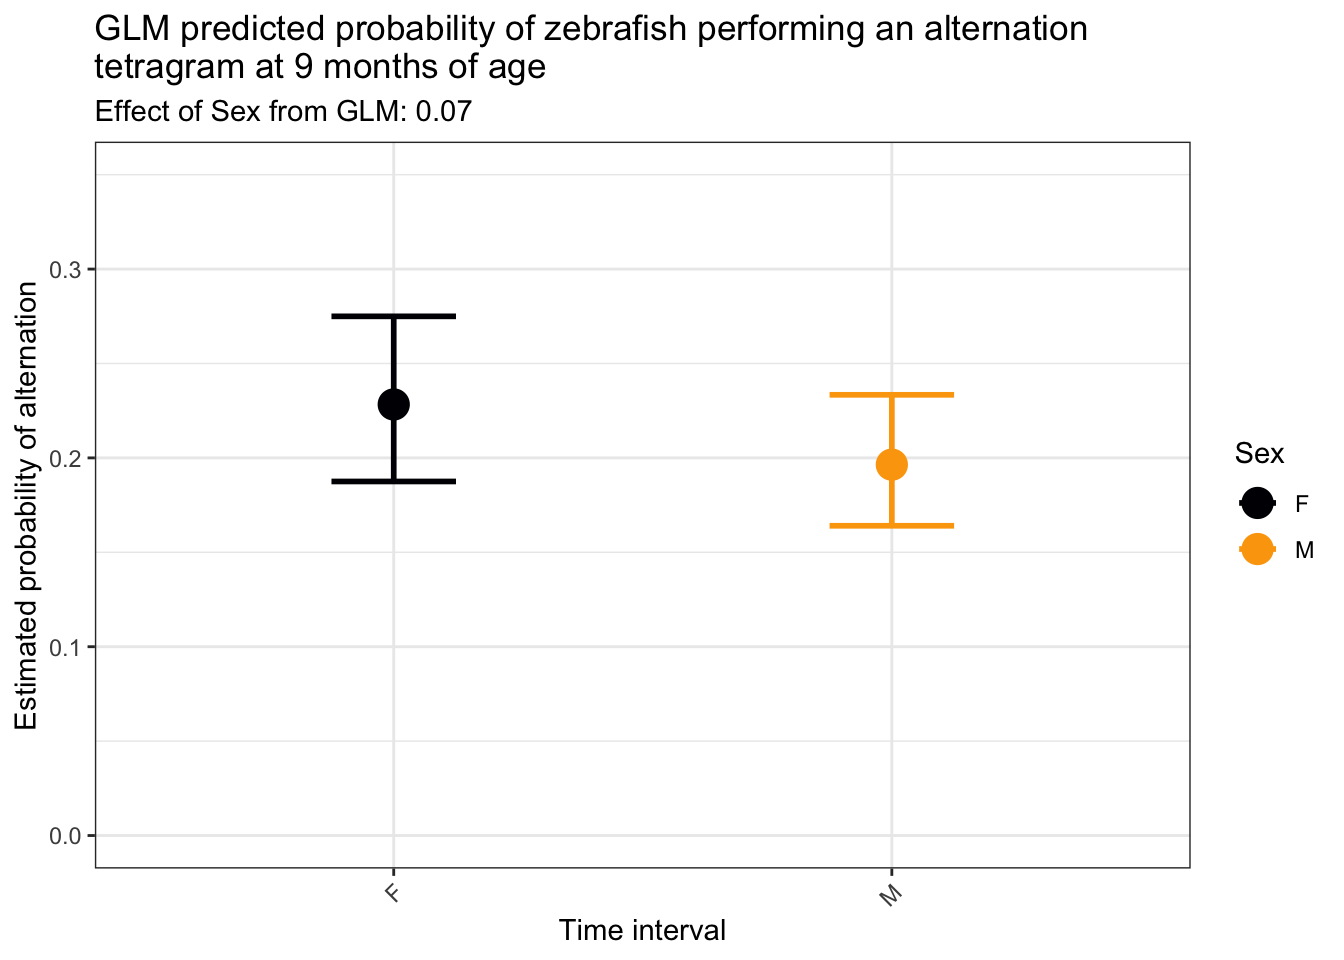 GLM predicted probability of zebrafish performing an alternation
tetragram at 9 months of age
Effect of Sex from GLM: 0.07
Estimated probability of alternation
0.3
0.2
0.1
0.0
F
M
Time interval
Sex
F
M